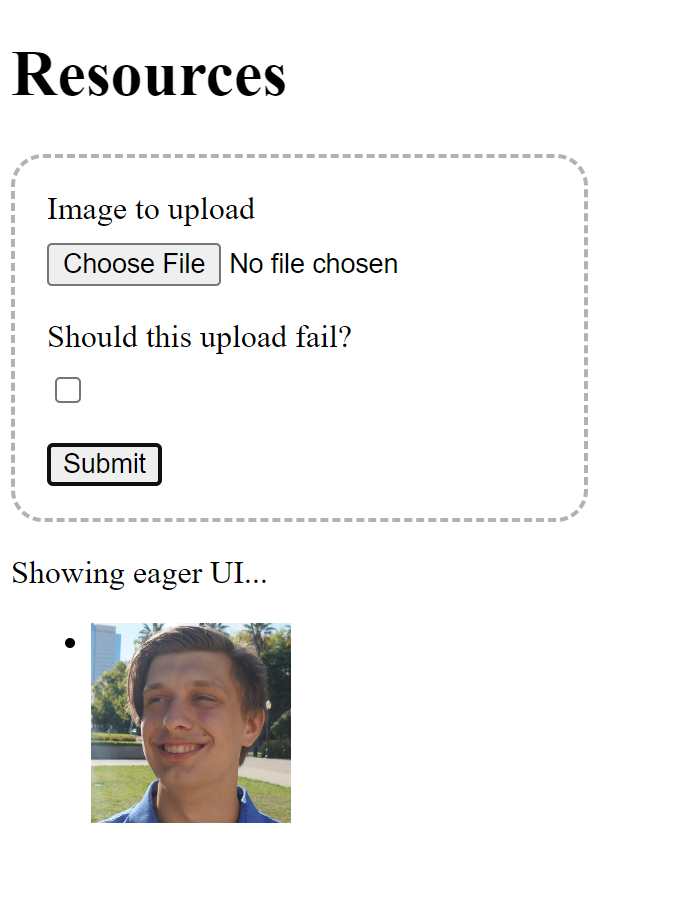 Resources
Image to upload
Choose File No file chosen
Should this upload fail?
Submit
Showing eager UI...